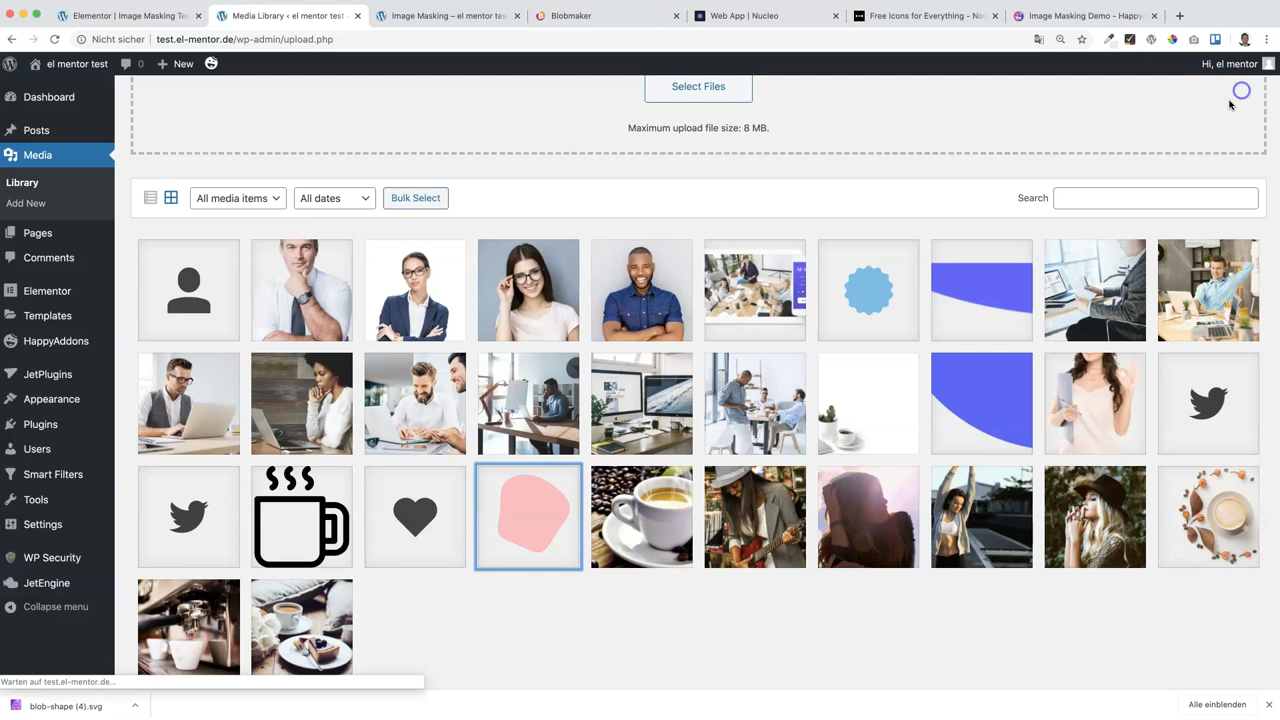 Elementor | Image Masking Te
Media Library ‹ el mentor test -
Image Masking – el mentor te
Blobmaker
Web App | Nucleo
Free Icons for Everything - No
Image Masking Demo - Happy
Nicht sicher
test.el-mentor.de/wp-admin/upload.php
el mentor test
0
New
Hi, el mentor
Dashboard
Posts
Media
Library
Add New
Pages
Comments
Elementor
Templates
HappyAddons
JetPlugins
Appearance
Plugins
Users
Smart Filters
Tools
Settings
WP Security
JetEngine
Collapse menu
Select Files
Maximum upload file size: 8 MB.
All media items
All dates
Bulk Select
Search
Warten auf test.el-mentor.de...
blob-shape (4).svg
Alle einblenden